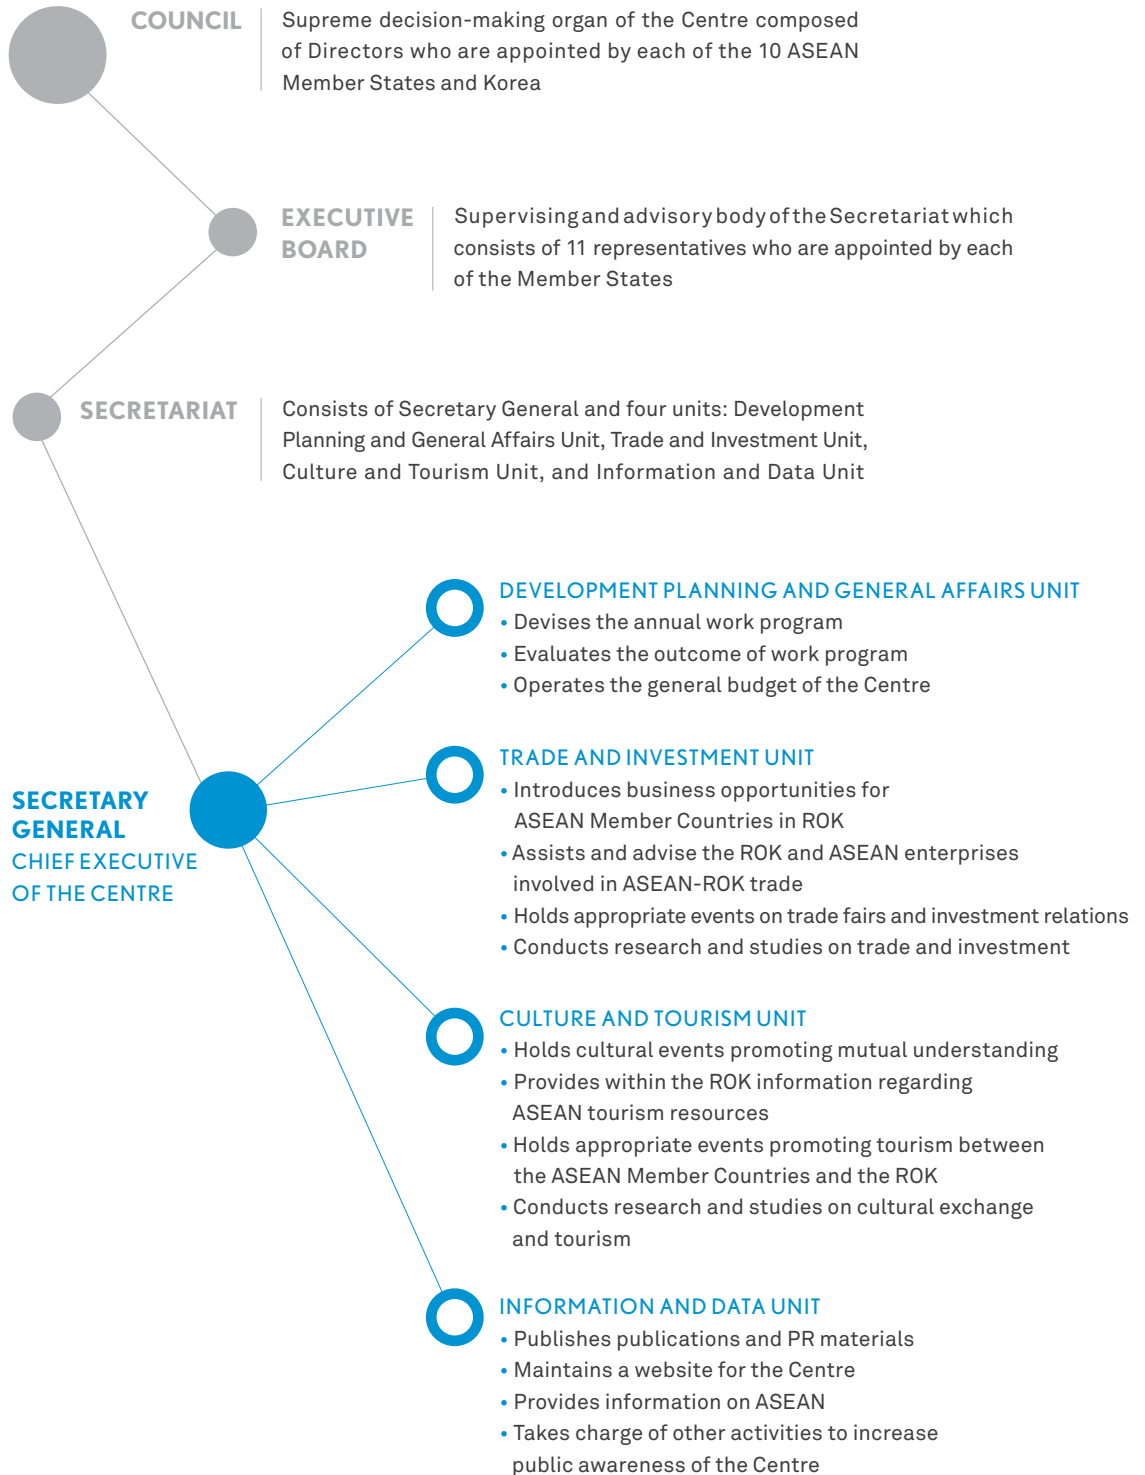 COUNCIL
Supreme decision-making organ of the Centre composed
of Directors who are appointed by each of the 10 ASEAN
Member States and Korea
EXECUTIVE
BOARD
Supervising and advisory body of the Secretariat which
consists of 11 representatives who are appointed by each
of the Member States
SECRETARIAT
Consists of Secretary General and four units: Development
Planning and General Affairs Unit, Trade and Investment Unit,
Culture and Tourism Unit, and Information and Data Unit
SECRETARY
GENERAL
CHIEF EXECUTIVE
OF THE CENTRE
DEVELOPMENT PLANNING AND GENERAL AFFAIRS UNIT
• Devises the annual work program
• Evaluates the outcome of work program
• Operates the general budget of the Centre
TRADE AND INVESTMENT UNIT
• Introduces business opportunities for
ASEAN Member Countries in ROK
• Assists and advise the ROK and ASEAN enterprises
involved in ASEAN-ROK trade
• Holds appropriate events on trade fairs and investment relations
• Conducts research and studies on trade and investment
CULTURE AND TOURISM UNIT
• Holds cultural events promoting mutual understanding
• Provides within the ROK information regarding
ASEAN tourism resources
• Holds appropriate events promoting tourism between
the ASEAN Member Countries and the ROK
• Conducts research and studies on cultural exchange
and tourism
INFORMATION AND DATA UNIT
• Publishes publications and PR materials
• Maintains a website for the Centre
• Provides information on ASEAN
• Takes charge of other activities to increase
public awareness of the Centre